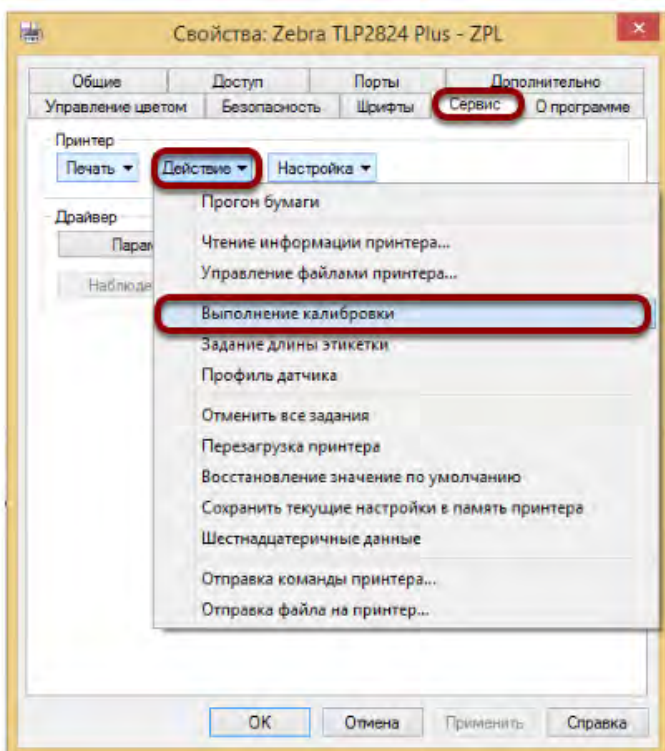 Свойства: Zebra TLP2824 Plus - ZPL
Общие Доступ Порты Дополнительно
Управление цветом Безопасность Шрифты Сервис О программе
Принтер
Печать Действие Настройка
Прогон бумаги
Драйвер
Парам
Чтение информации принтера...
Управление файлами принтера...
Наблюде
Выполнение калибровки
Задание длины этикетки
Профиль датчика
Отменить все задания
Перезагрузка принтера
Восстановление значение по умолчанию
Сохранить текущие настройки в память принтера
Шестнадцатеричные данные
Отправка команды принтера...
Отправка файла на принтер...
OK Отмена Применить Справка